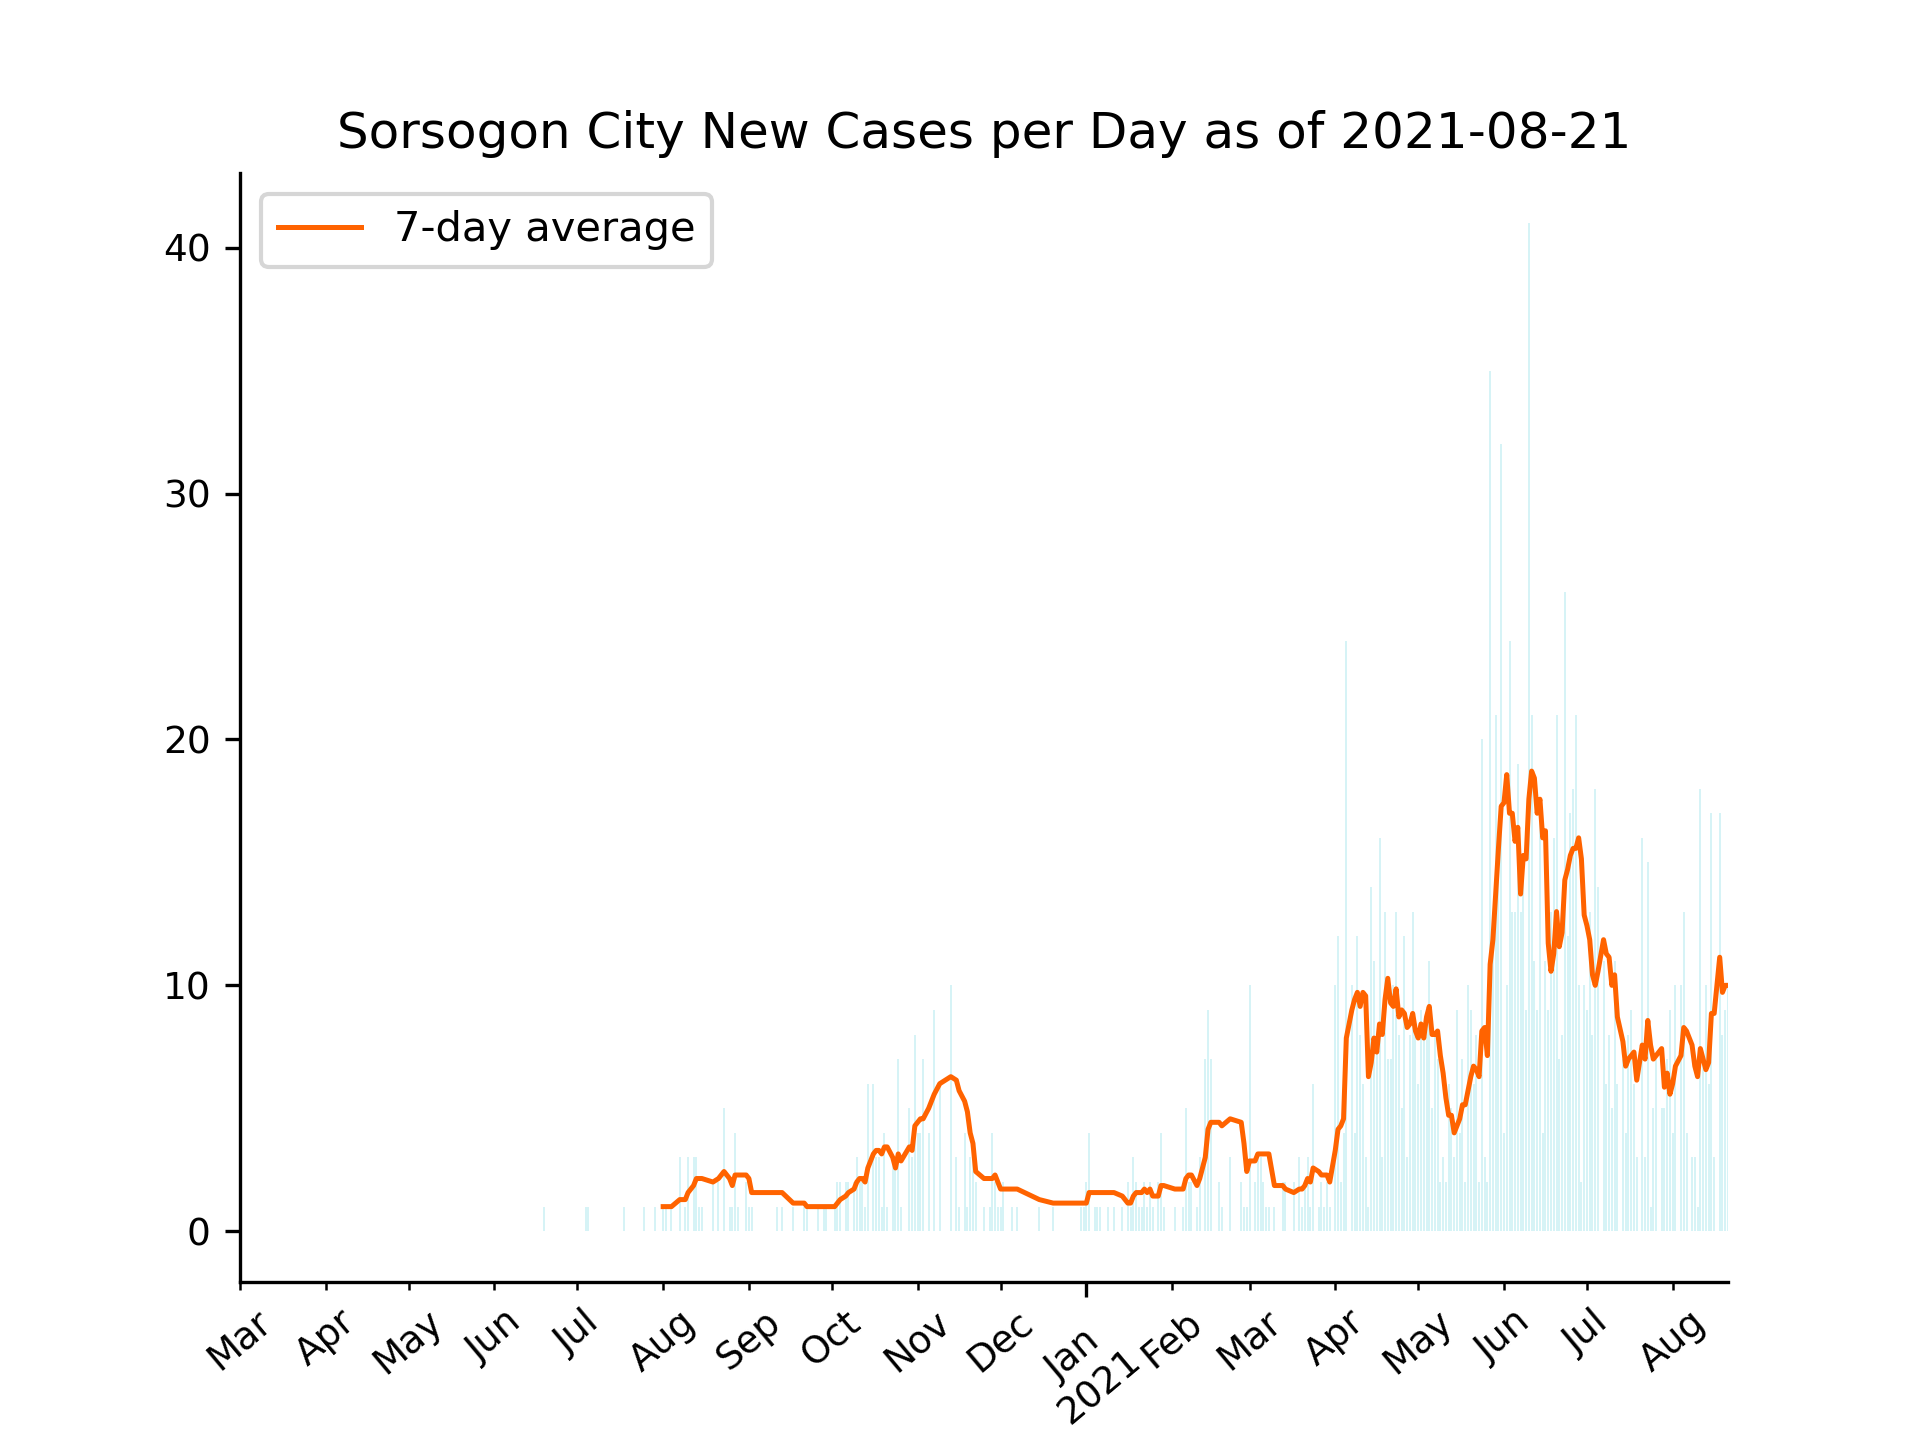 Sorsogon City New Cases per Day as of 2021-08-21
7-day average
40
30
20
10
0
Mar Apr May Jun Jul Aug Sep Oct Nov Dec Jan Feb Mar Apr May Jun Jul Aug
2021